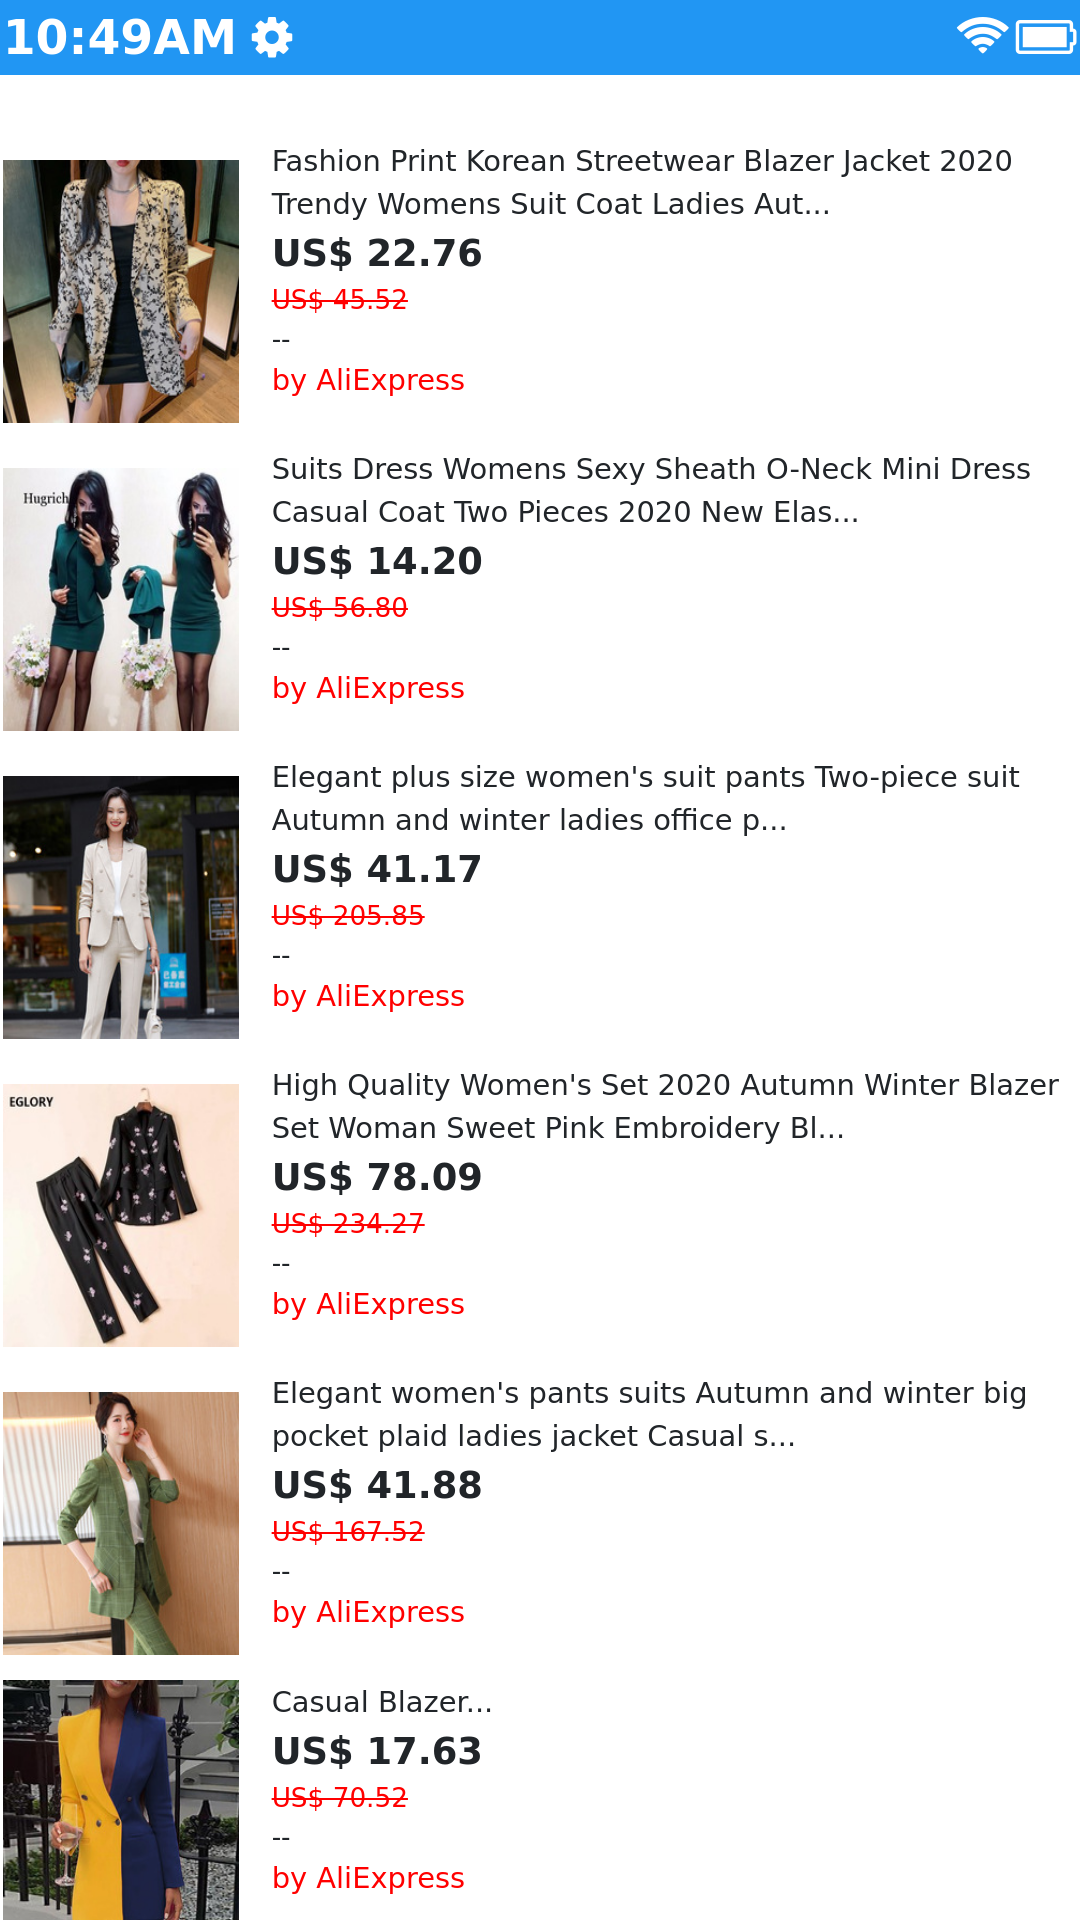 10:49AM
Fashion Print Korean Streetwear Blazer Jacket 2020
Trendy Womens Suit Coat Ladies Aut...
US$ 22.76
US$ 45.52
--
by AliExpress
Hugrich
Suits Dress Womens Sexy Sheath O-Neck Mini Dress
Casual Coat Two Pieces 2020 New Elas...
US$ 14.20
US$ 56.80
--
by AliExpress
Elegant plus size women's suit pants Two-piece suit
Autumn and winter ladies office p...
US$ 41.17
US$ 205.85
--
by AliExpress
EGLORY
High Quality Women's Set 2020 Autumn Winter Blazer
Set Woman Sweet Pink Embroidery Bl...
US$ 78.09
US$ 234.27
--
by AliExpress
Elegant women's pants suits Autumn and winter big
pocket plaid ladies jacket Casual s...
US$ 41.88
US$ 167.52
--
by AliExpress
Casual Blazer...
US$ 17.63
US$ 70.52
--
by AliExpress